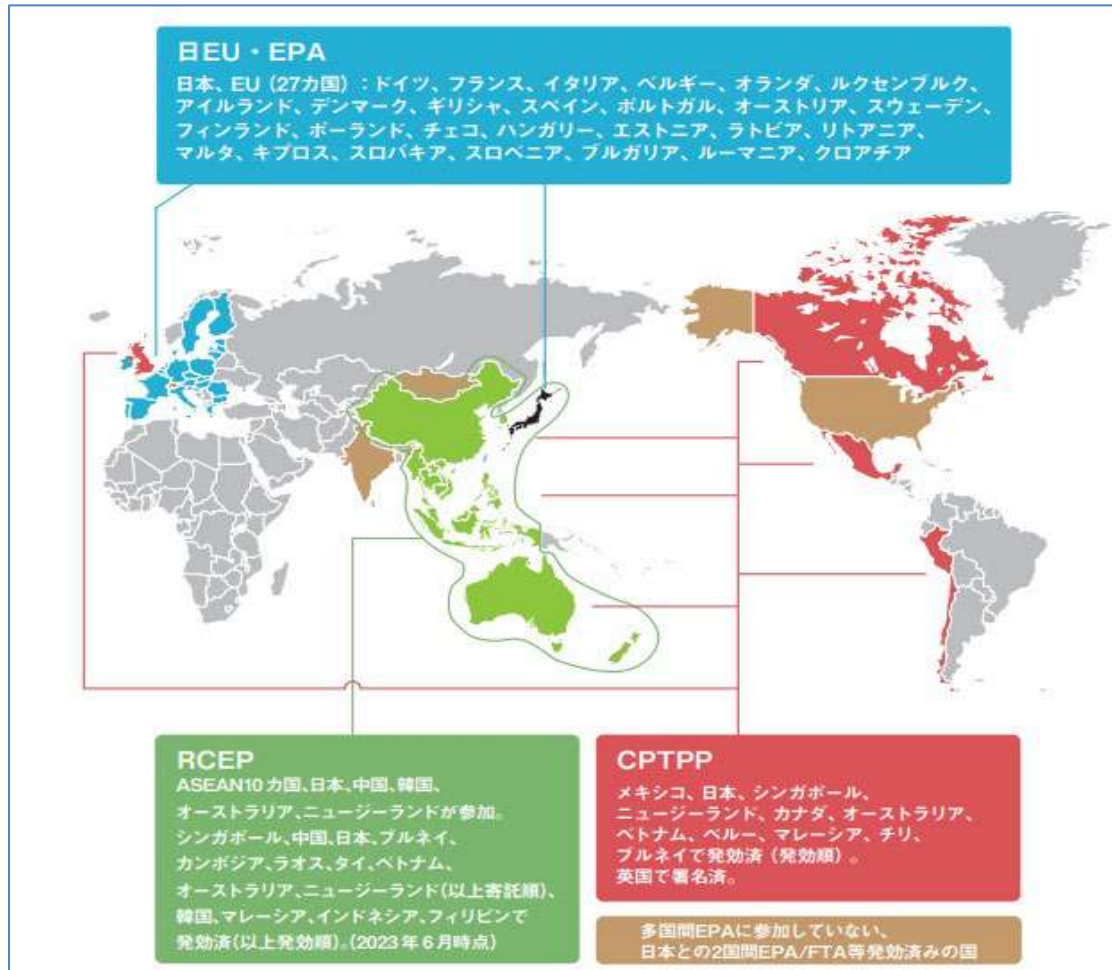 日EU・EPA
日本、EU（27カ国）：ドイツ、フランス、イタリア、ベルギー、オランダ、ルクセンブルク、
アイルランド、デンマーク、ギリシャ、スペイン、ポルトガル、オーストリア、スウェーデン、
フィンランド、ポーランド、チェコ、ハンガリー、エストニア、ラトビア、リトアニア、
マルタ、キプロス、スロバキア、スロベニア、ブルガリア、ルーマニア、クロアチア
RCEP
ASEAN10カ国、日本、中国、韓国、
オーストラリア、ニュージーランドが参加。
シンガポール、中国、日本、ブルネイ、
カンボジア、ラオス、タイ、ベトナム、
オーストラリア、ニュージーランド（以上寄託順）、
韓国、マレーシア、インドネシア、フィリピンで
発効済（以上発効順）。（2023年6月時点）
CPTPP
メキシコ、日本、シンガポール、
ニュージーランド、カナダ、オーストラリア、
ベトナム、ペルー、マレーシア、チリ、
ブルネイで発効済（発効順）。
英国で署名済。
多国間EPAに参加していない、
日本との2国間EPA/FTA等発効済みの国